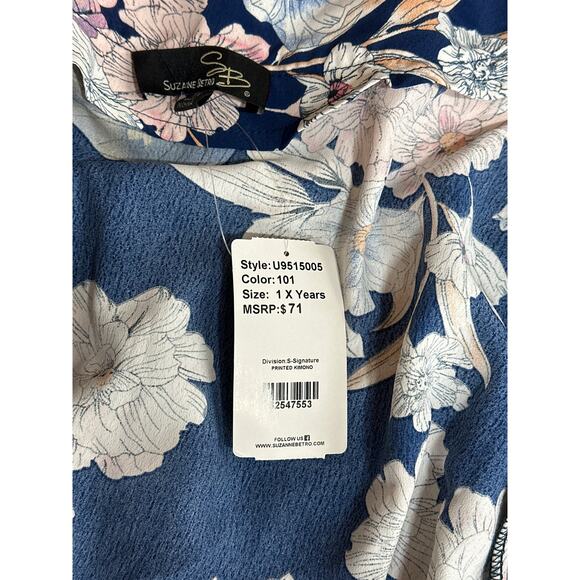 SB
SUZANNE BETRO
®
Style:U9515005
Color:101
Size: 1 X Years
MSRP:$71
Division:S-Signature
PRINTED KIMONO
2547553
FOLLOW US f
WWW.SUZANNEBETRO.COM